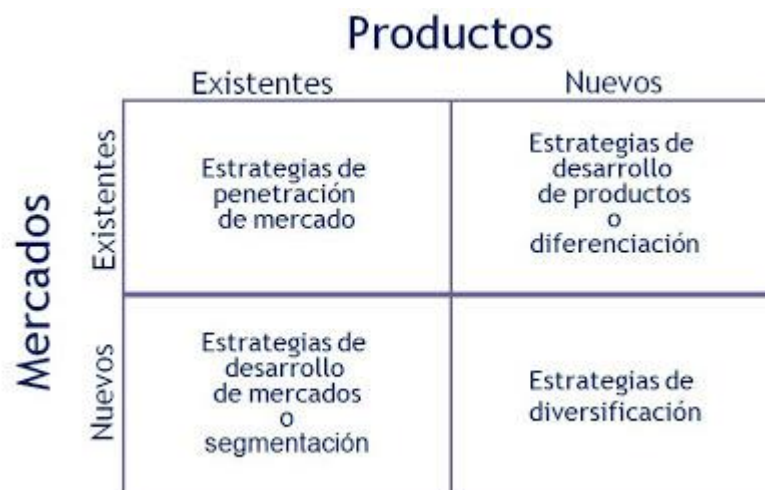 Productos
Existentes
Nuevos
Mercados
Existentes
Estrategias de
penetración
de mercado
Estrategias de
desarrollo
de productos
o
diferenciación
Nuevos
Estrategias de
desarrollo
de mercados
o
segmentación
Estrategias de
diversificación